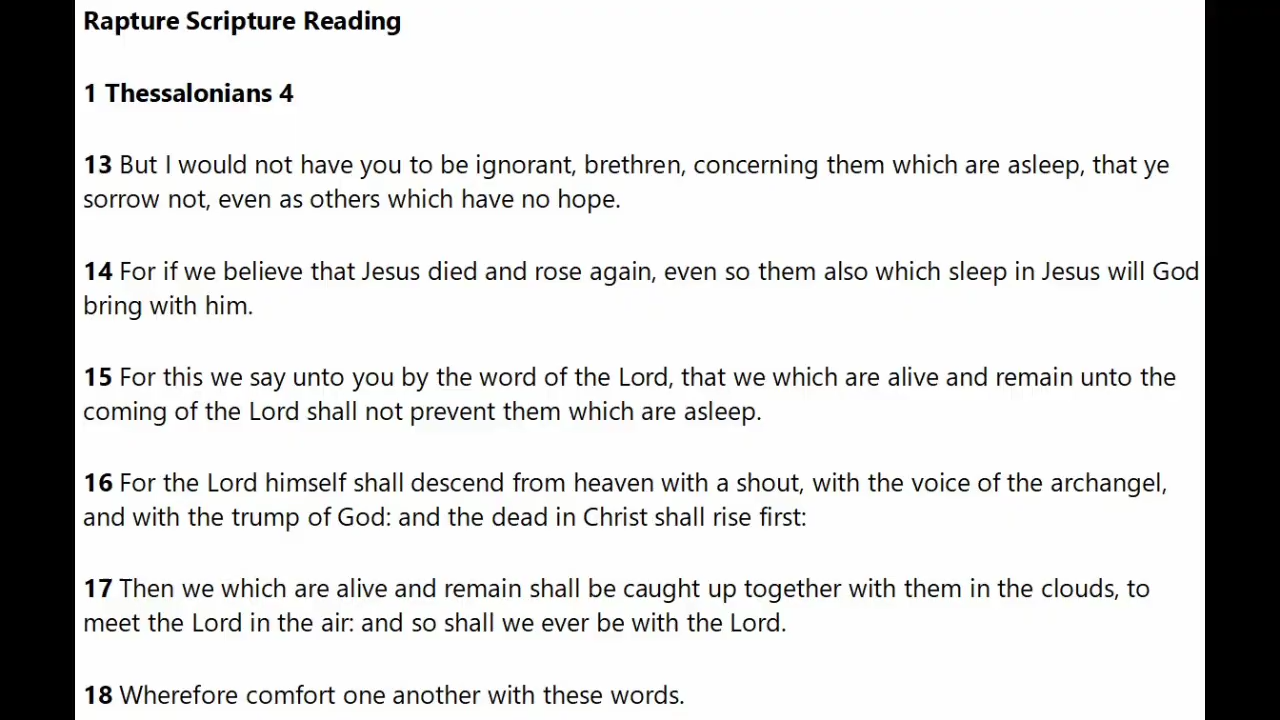 Rapture Scripture Reading
1 Thessalonians 4
13 But I would not have you to be ignorant, brethren, concerning them which are asleep, that ye
sorrow not, even as others which have no hope.
14 For if we believe that Jesus died and rose again, even so them also which sleep in Jesus will God
bring with him.
15 For this we say unto you by the word of the Lord, that we which are alive and remain unto the
coming of the Lord shall not prevent them which are asleep.
16 For the Lord himself shall descend from heaven with a shout, with the voice of the archangel,
and with the trump of God: and the dead in Christ shall rise first:
17 Then we which are alive and remain shall be caught up together with them in the clouds, to
meet the Lord in the air: and so shall we ever be with the Lord.
18 Wherefore comfort one another with these words.